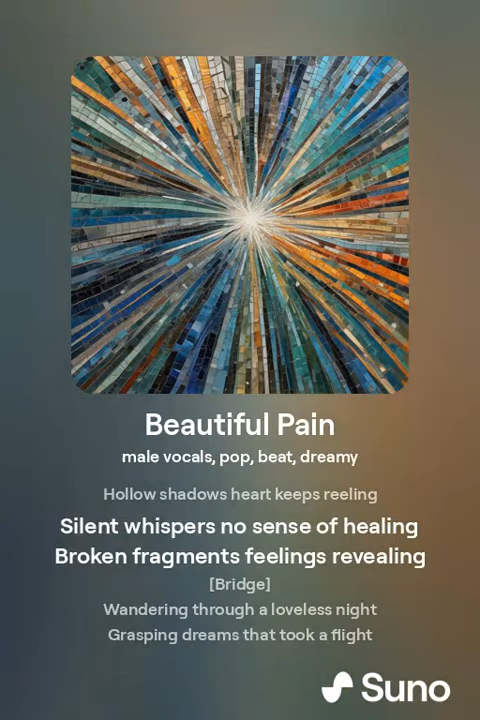 Beautiful Pain
male vocals, pop, beat, dreamy
Hollow shadows heart keeps reeling
Silent whispers no sense of healing
Broken fragments feelings revealing
[Bridge]
Wandering through a loveless night
Grasping dreams that took a flight
Suno